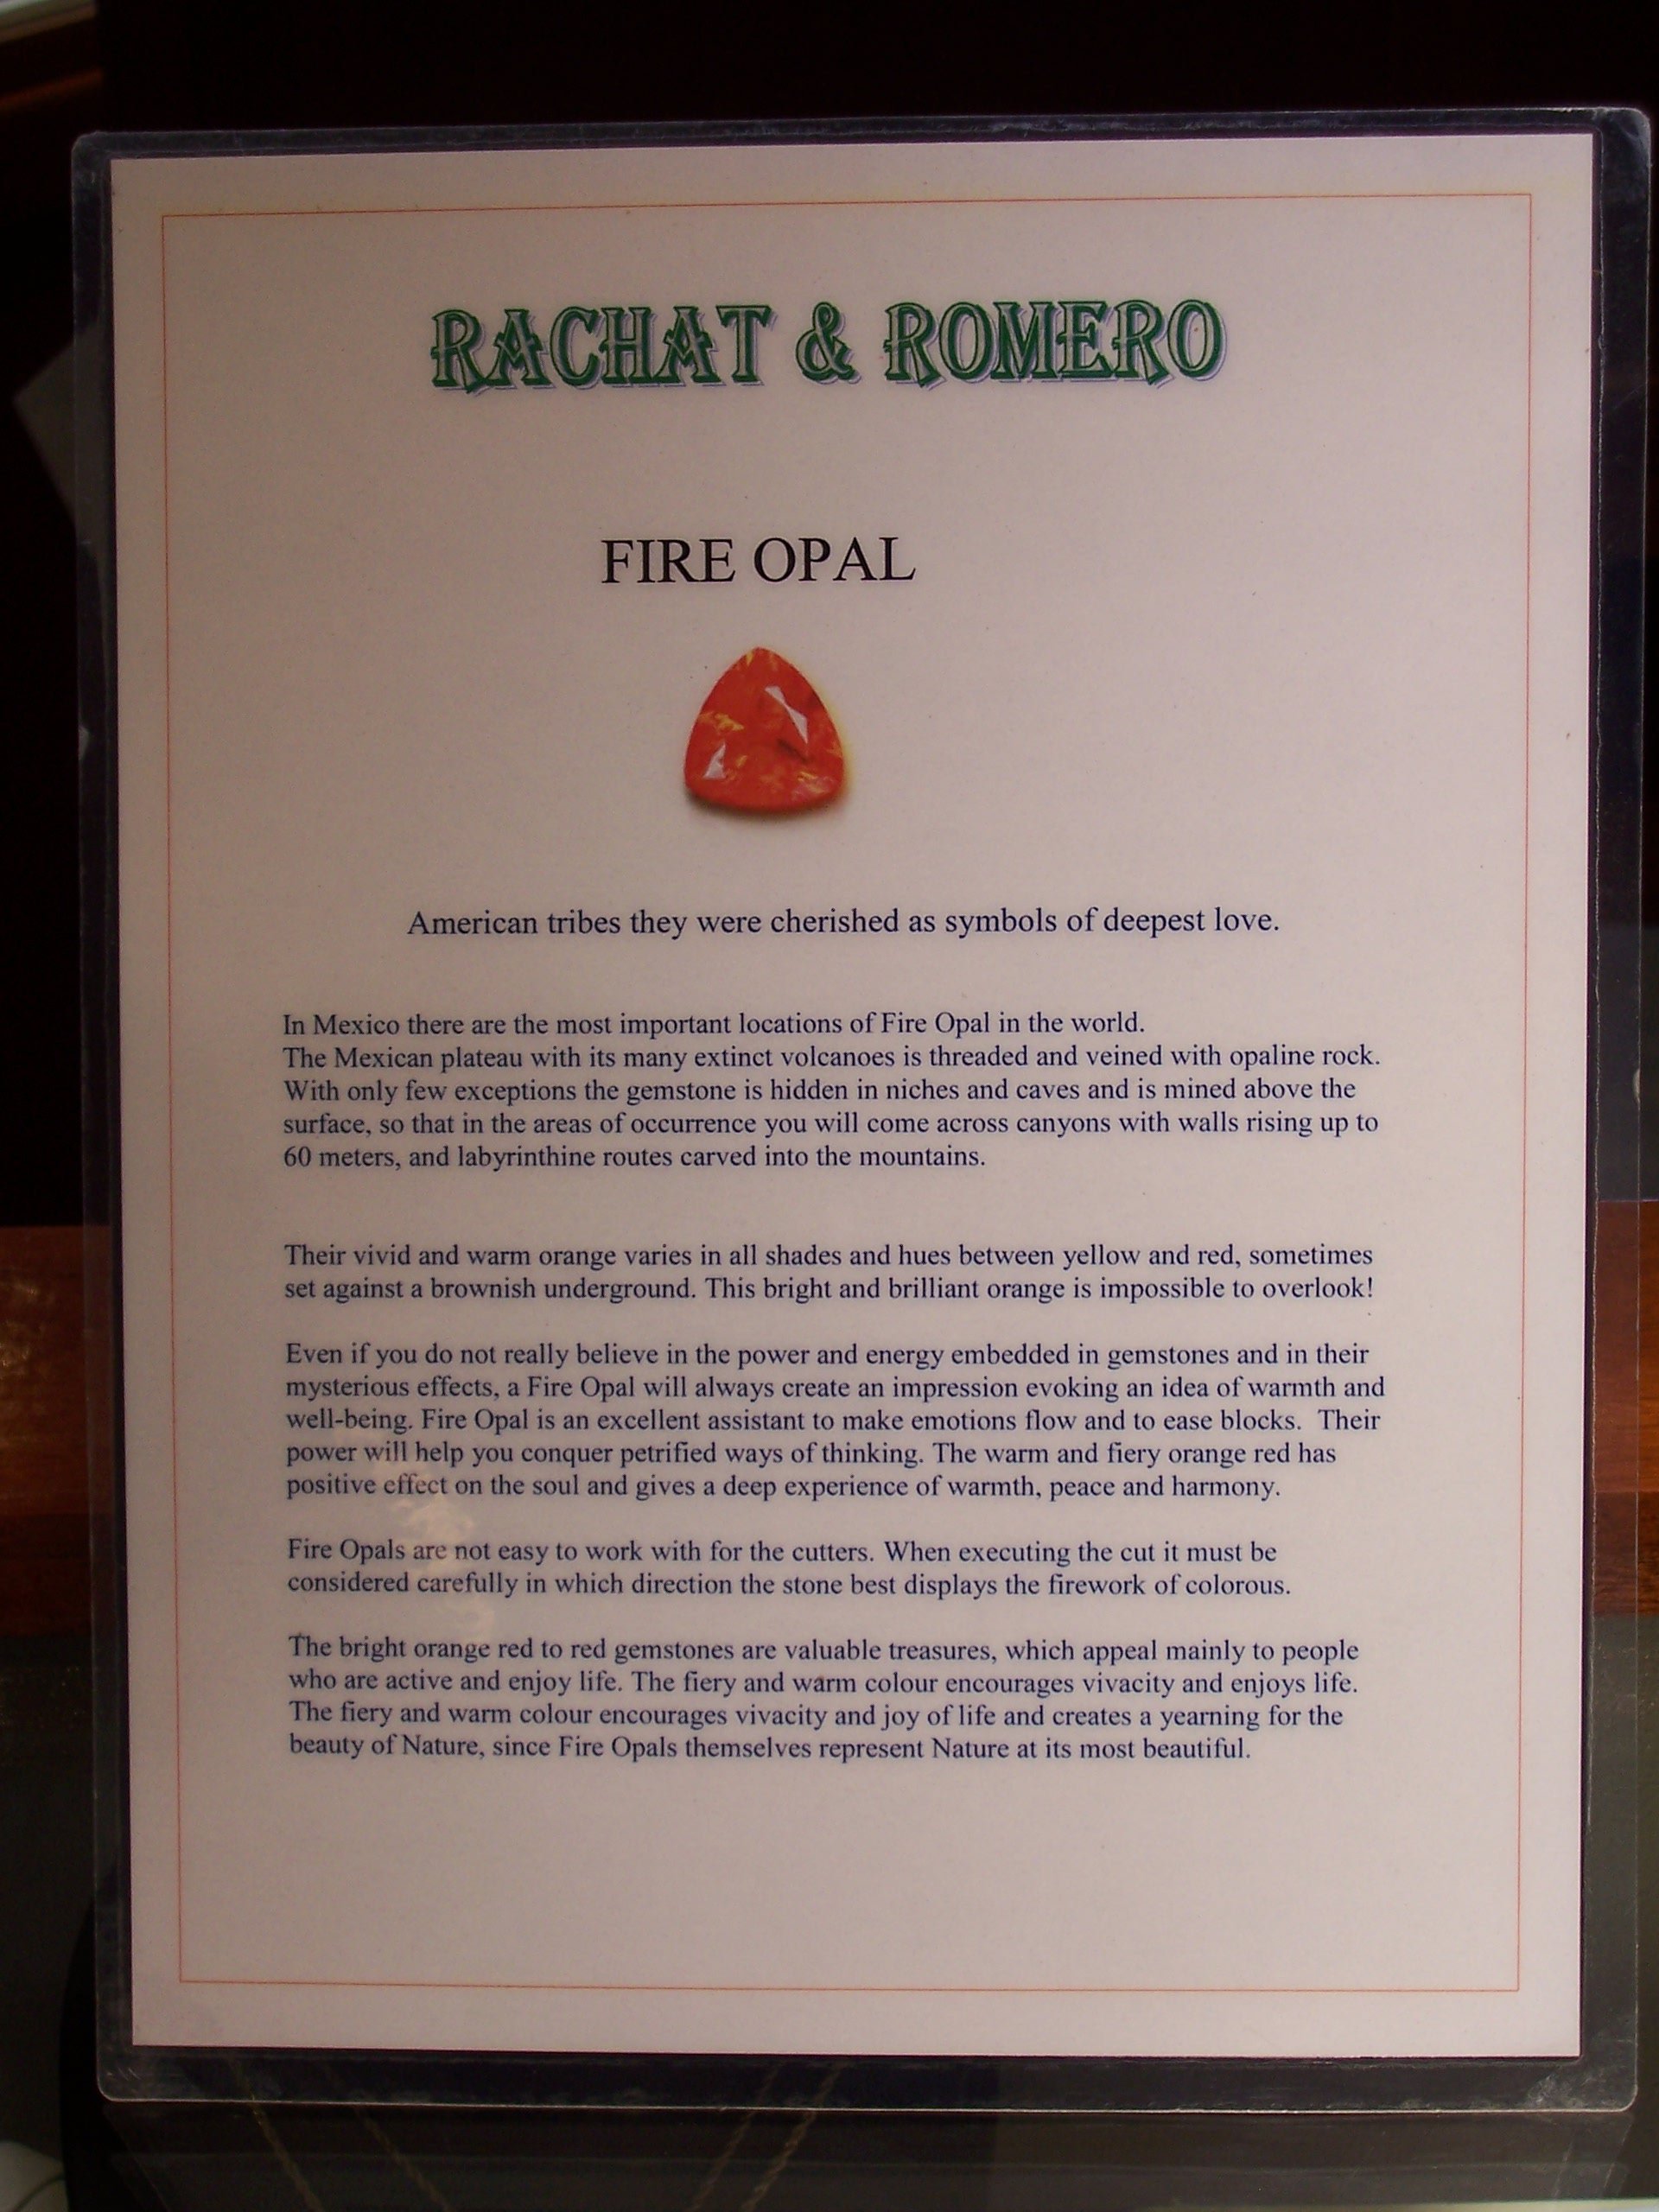 RACHAT & ROMERO
FIRE OPAL
American tribes they were cherished as symbols of deepest love.
In Mexico there are the most important locations of Fire Opal in the world.
The Mexican plateau with its many extinct volcanoes is threaded and veined with opaline rock.
With only few exceptions the gemstone is hidden in niches and caves and is mined above the
surface, so that in the areas of occurrence you will come across canyons with walls rising up to
60 meters, and labyrinthine routes carved into the mountains.
Their vivid and warm orange varies in all shades and hues between yellow and red, sometimes
set against a brownish underground. This bright and brilliant orange is impossible to overlook!
Even if you do not really believe in the power and energy embedded in gemstones and in their
mysterious effects, a Fire Opal will always create an impression evoking an idea of warmth and
well-being. Fire Opal is an excellent assistant to make emotions flow and to ease blocks.  Their
power will help you conquer petrified ways of thinking. The warm and fiery orange red has
positive effect on the soul and gives a deep experience of warmth, peace and harmony.
Fire Opals are not easy to work with for the cutters. When executing the cut it must be
considered carefully in which direction the stone best displays the firework of colorous.
The bright orange red to red gemstones are valuable treasures, which appeal mainly to people
who are active and enjoy life. The fiery and warm colour encourages vivacity and enjoys life.
The fiery and warm colour encourages vivacity and joy of life and creates a yearning for the
beauty of Nature, since Fire Opals themselves represent Nature at its most beautiful.